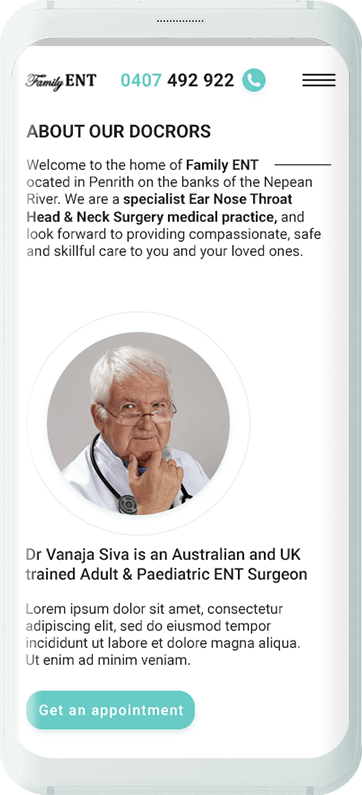 Family ENT 0407 492 922
ABOUT OUR DOCRORS
Welcome to the home of Family ENT
ocated in Penrith on the banks of the Nepean
River. We are a specialist Ear Nose Throat
Head & Neck Surgery medical practice, and
look forward to providing compassionate, safe
and skillful care to you and your loved ones.
Dr Vanaja Siva is an Australian and UK
trained Adult & Paediatric ENT Surgeon
Lorem ipsum dolor sit amet, consectetur
adipiscing elit, sed do eiusmod tempor
incididunt ut labore et dolore magna aliqua.
Ut enim ad minim veniam.
Get an appointment